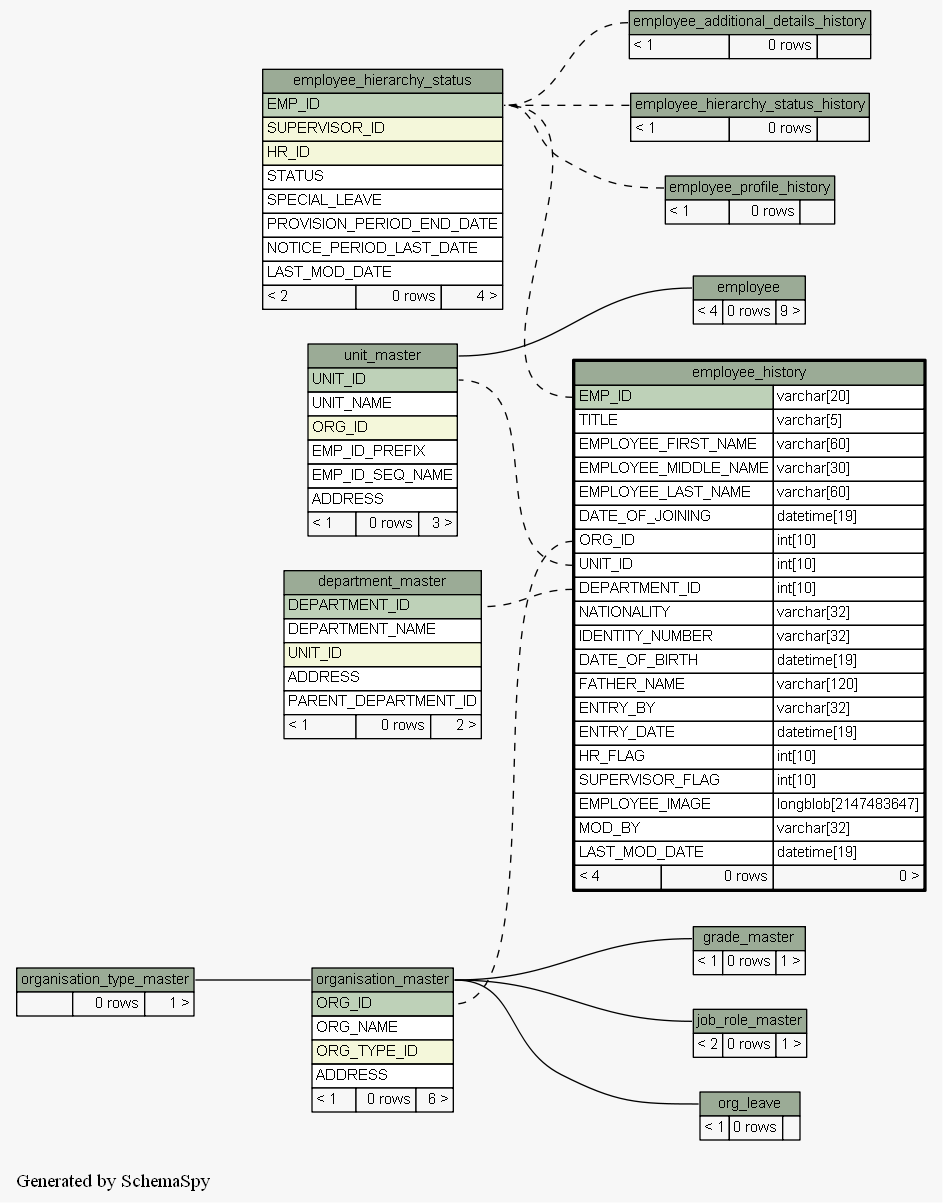 employee_additional_details_history
< 1 0 rows
employee_hierarchy_status
EMP_ID
SUPERVISOR_ID
HR_ID
STATUS
SPECIAL_LEAVE
PROVISION_PERIOD_END_DATE
NOTICE_PERIOD_LAST_DATE
LAST_MOD_DATE
< 2 0 rows 4 >
employee_hierarchy_status_history
< 1 0 rows
employee_profile_history
< 1 0 rows
employee
< 4 0 rows 9 >
unit_master
UNIT_ID
UNIT_NAME
ORG_ID
EMP_ID_PREFIX
EMP_ID_SEQ_NAME
ADDRESS
< 1 0 rows 3 >
employee_history
EMP_ID varchar[20]
TITLE varchar[5]
EMPLOYEE_FIRST_NAME varchar[60]
EMPLOYEE_MIDDLE_NAME varchar[30]
EMPLOYEE_LAST_NAME varchar[60]
DATE_OF_JOINING datetime[19]
ORG_ID int[10]
UNIT_ID int[10]
DEPARTMENT_ID int[10]
NATIONALITY varchar[32]
IDENTITY_NUMBER varchar[32]
DATE_OF_BIRTH datetime[19]
FATHER_NAME varchar[120]
ENTRY_BY varchar[32]
ENTRY_DATE datetime[19]
HR_FLAG int[10]
SUPERVISOR_FLAG int[10]
EMPLOYEE_IMAGE longblob[2147483647]
MOD_BY varchar[32]
LAST_MOD_DATE datetime[19]
< 4 0 rows 0 >
department_master
DEPARTMENT_ID
DEPARTMENT_NAME
UNIT_ID
ADDRESS
PARENT_DEPARTMENT_ID
< 1 0 rows 2 >
grade_master
< 1 0 rows 1 >
organisation_type_master
0 rows 1 >
organisation_master
ORG_ID
ORG_NAME
ORG_TYPE_ID
ADDRESS
< 1 0 rows 6 >
job_role_master
< 2 0 rows 1 >
org_leave
< 1 0 rows
Generated by SchemaSpy